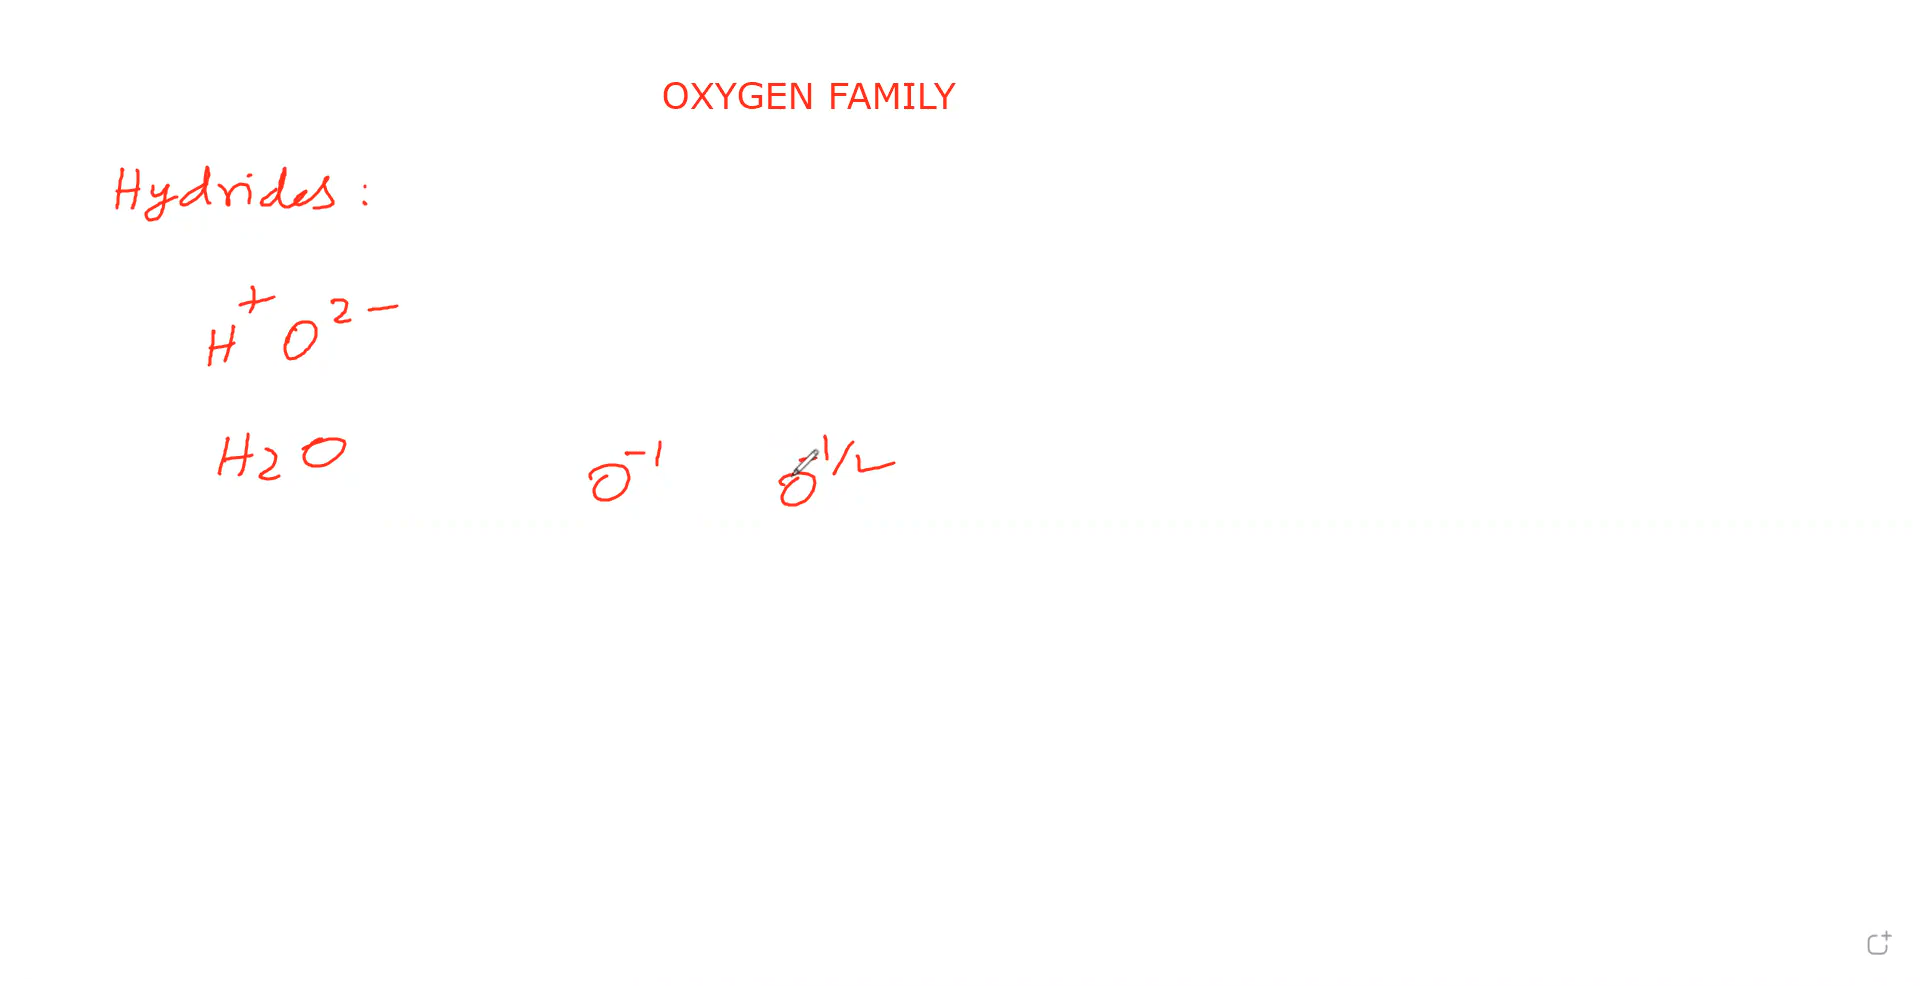 OXYGEN FAMILY
Hydrides :
H⁺ O²⁻
H₂O O⁻¹ O⁻¹/²